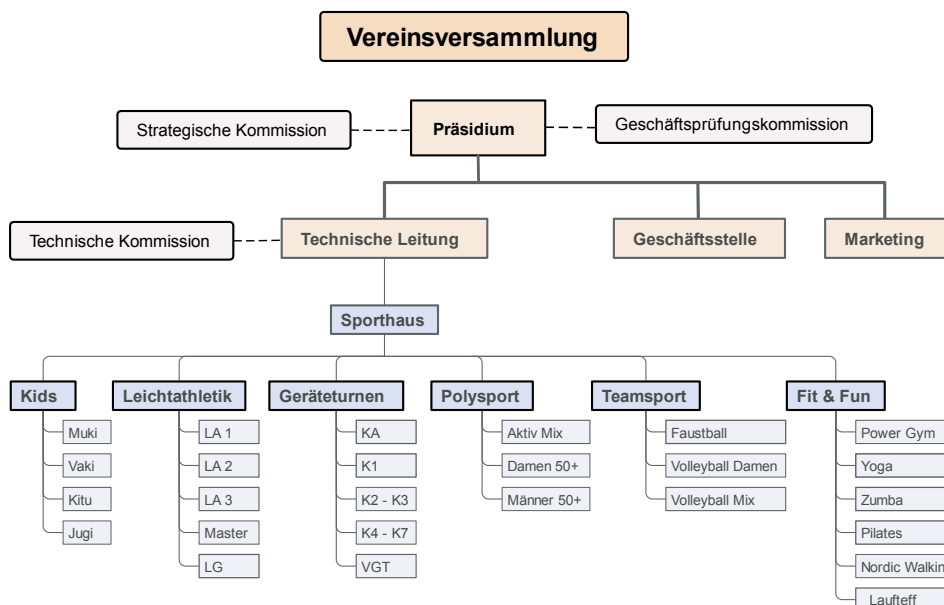 Vereinsversammlung
Strategische Kommission
Präsidium
Geschäftsprüfungskommission
Technische Kommission
Technische Leitung
Geschäftsstelle
Marketing
Sporthaus
Kids
Leichtathletik
Geräteturnen
Polysport
Teamsport
Fit & Fun
Muki
LA 1
KA
Aktiv Mix
Faustball
Power Gym
Vaki
LA 2
K1
Damen 50+
Volleyball Damen
Yoga
Kitu
LA 3
K2 - K3
Männer 50+
Volleyball Mix
Zumba
Jugi
Master
K4 - K7
Pilates
LG
VGT
Nordic Walkin
Laufteff